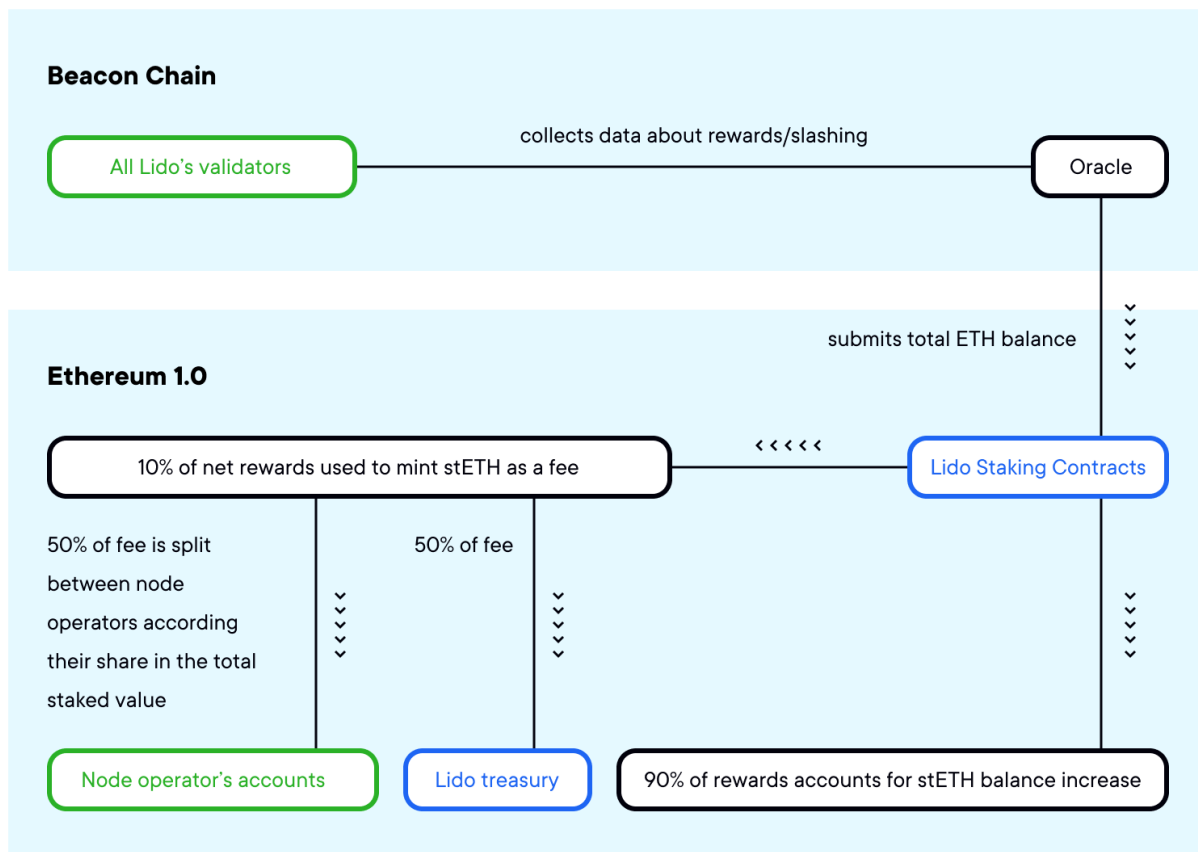 Beacon Chain
collects data about rewards/slashing
All Lido's validators
Oracle
submits total ETH balance
Ethereum 1.0
10% of net rewards used to mint stETH as a fee
Lido Staking Contracts
50% of fee is split
between node
operators according
their share in the total
staked value
50% of fee
Node operator's accounts
Lido treasury
90% of rewards accounts for stETH balance increase